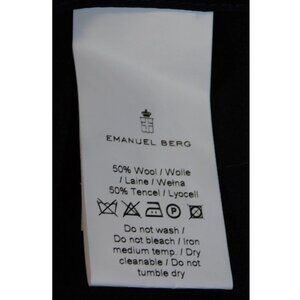 EMANUEL BERG
50% Wool / Wolle
/ Laine / Wełna
50% Tencel / Lyocell
P
Do not wash /
Do not bleach / Iron
medium temp. / Dry
cleanable / Do not
tumble dry